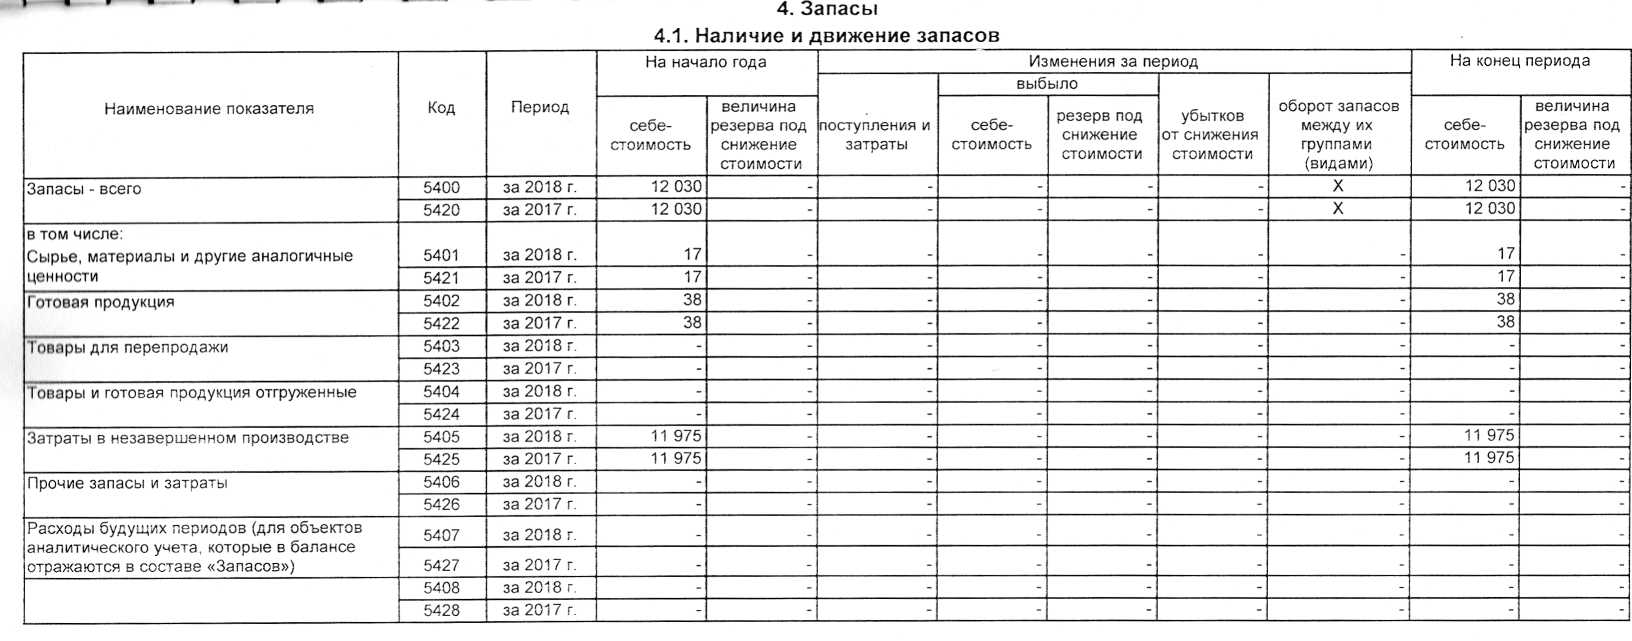 4. Запасы
4.1. Наличие и движение запасов
Наименование показателя Код Период На начало года Изменения за период На конец периода
выбыло
себе-стоимость величина резерва под снижение стоимости поступления и затраты себе-стоимость резерв под снижение стоимости убытков от снижения стоимости оборот запасов между их группами (видами) себе-стоимость величина резерва под снижение стоимости
Запасы - всего 5400 за 2018 г. 12 030 - - - - - X 12 030 -
5420 за 2017 г. 12 030 - - - - - X 12 030 -
в том числе:
Сырье, материалы и другие аналогичные 5401 за 2018 г. 17 - - - - - - 17 -
ценности 5421 за 2017 г. 17 - - - - - - 17 -
Готовая продукция 5402 за 2018 г. 38 - - - - - - 38 -
5422 за 2017 г. 38 - - - - - - 38 -
Товары для перепродажи 5403 за 2018 г. - - - - - - - - -
5423 за 2017 г. - - - - - - - - -
Товары и готовая продукция отгруженные 5404 за 2018 г. - - - - - - - - -
5424 за 2017 г. - - - - - - - - -
Затраты в незавершенном производстве 5405 за 2018 г. 11 975 - - - - - - 11 975 -
5425 за 2017 г. 11 975 - - - - - - 11 975 -
Прочие запасы и затраты 5406 за 2018 г. - - - - - - - - -
5426 за 2017 г. - - - - - - - - -
Расходы будущих периодов (для объектов
аналитического учета, которые в балансе 5407 за 2018 г. - - - - - - - - -
отражаются в составе «Запасов») 5427 за 2017 г. - - - - - - - - -
5408 за 2018 г. - - - - - - - - -
5428 за 2017 г. - - - - - - - - -